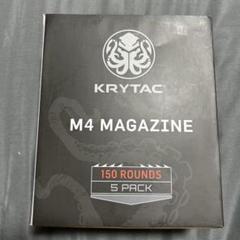 KRYTAC
M4 MAGAZINE
150 ROUNDS
5 PACK